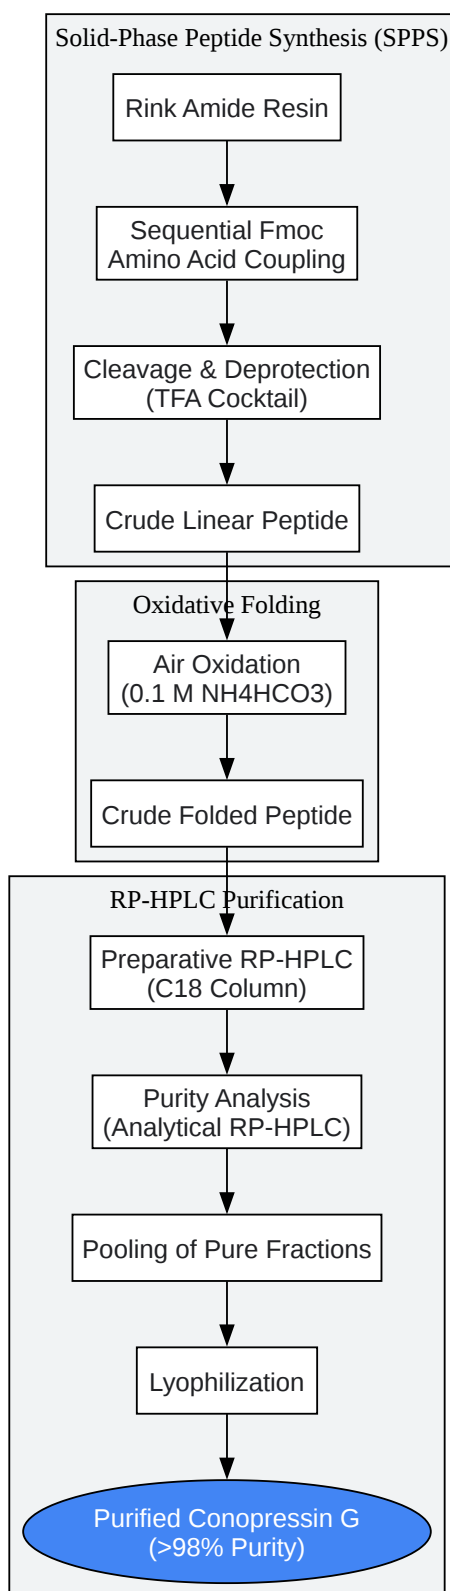 Solid-Phase Peptide Synthesis (SPPS)
Rink Amide Resin
Sequential Fmoc
Amino Acid Coupling
Cleavage & Deprotection
(TFA Cocktail)
Crude Linear Peptide
Oxidative Folding
Air Oxidation
(0.1 M NH4HCO3)
Crude Folded Peptide
RP-HPLC Purification
Preparative RP-HPLC
(C18 Column)
Purity Analysis
(Analytical RP-HPLC)
Pooling of Pure Fractions
Lyophilization
Purified Conopressin G
(>98% Purity)